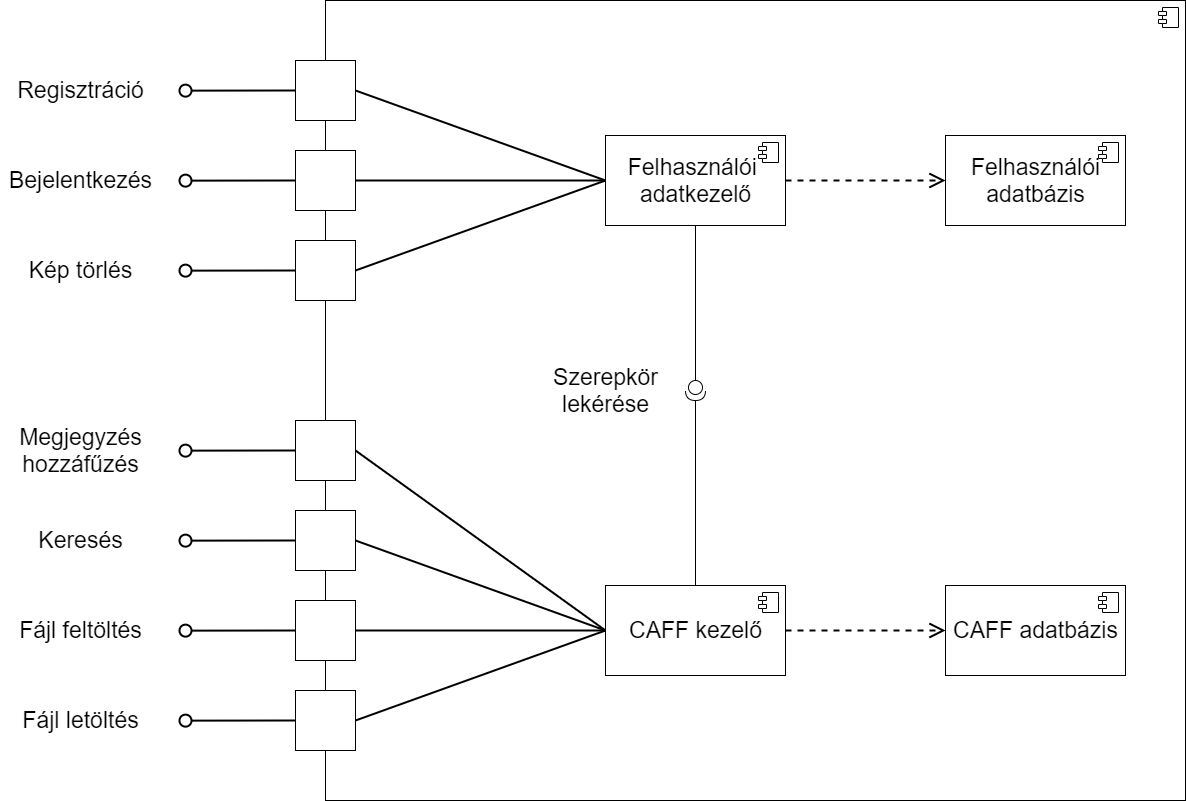 Regisztráció
Bejelentkezés
Kép törlés
Felhasználói
adatkezelő
Felhasználói
adatbázis
Szerepkör
lekérése
Megjegyzés
hozzáfűzés
Keresés
Fájl feltöltés
Fájl letöltés
CAFF kezelő
CAFF adatbázis